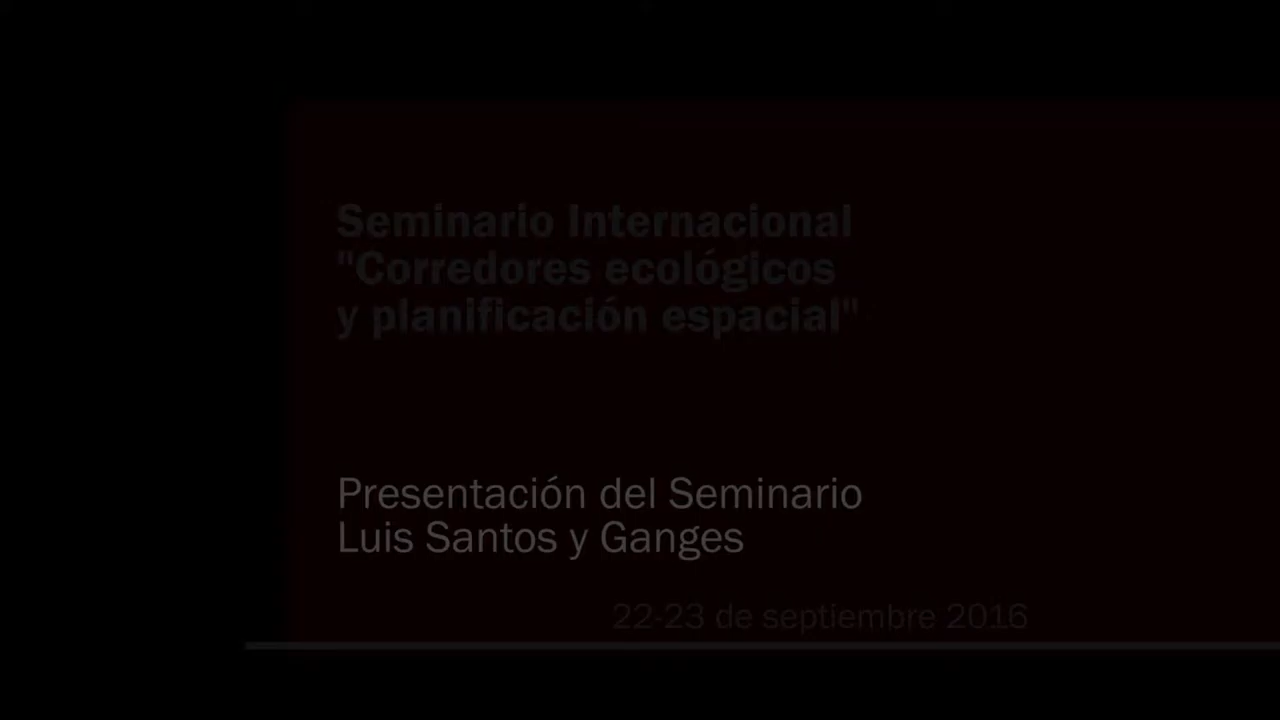 Seminario Internacional
"Corredores ecológicos
y planificación espacial"
Presentación del Seminario
Luis Santos y Ganges
22-23 de septiembre 2016